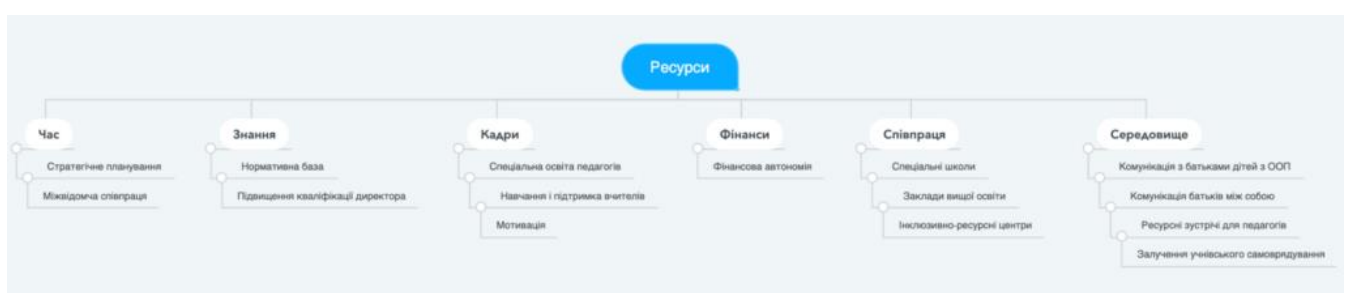 Ресурси
Час
Стратегічне планування
Міжвідомча співпраця
Знання
Нормативна база
Підвищення кваліфікації директора
Кадри
Спеціальна освіта педагогів
Навчання і підтримка вчителів
Мотивація
Фінанси
Фінансова автономія
Співпраця
Спеціальні школи
Заклади вищої освіти
Інклюзивно-ресурсні центри
Середовище
Комунікація з батьками дітей з ООП
Комунікація батьків між собою
Ресурсні зустрічі для педагогів
Залучення учнівського самоврядування